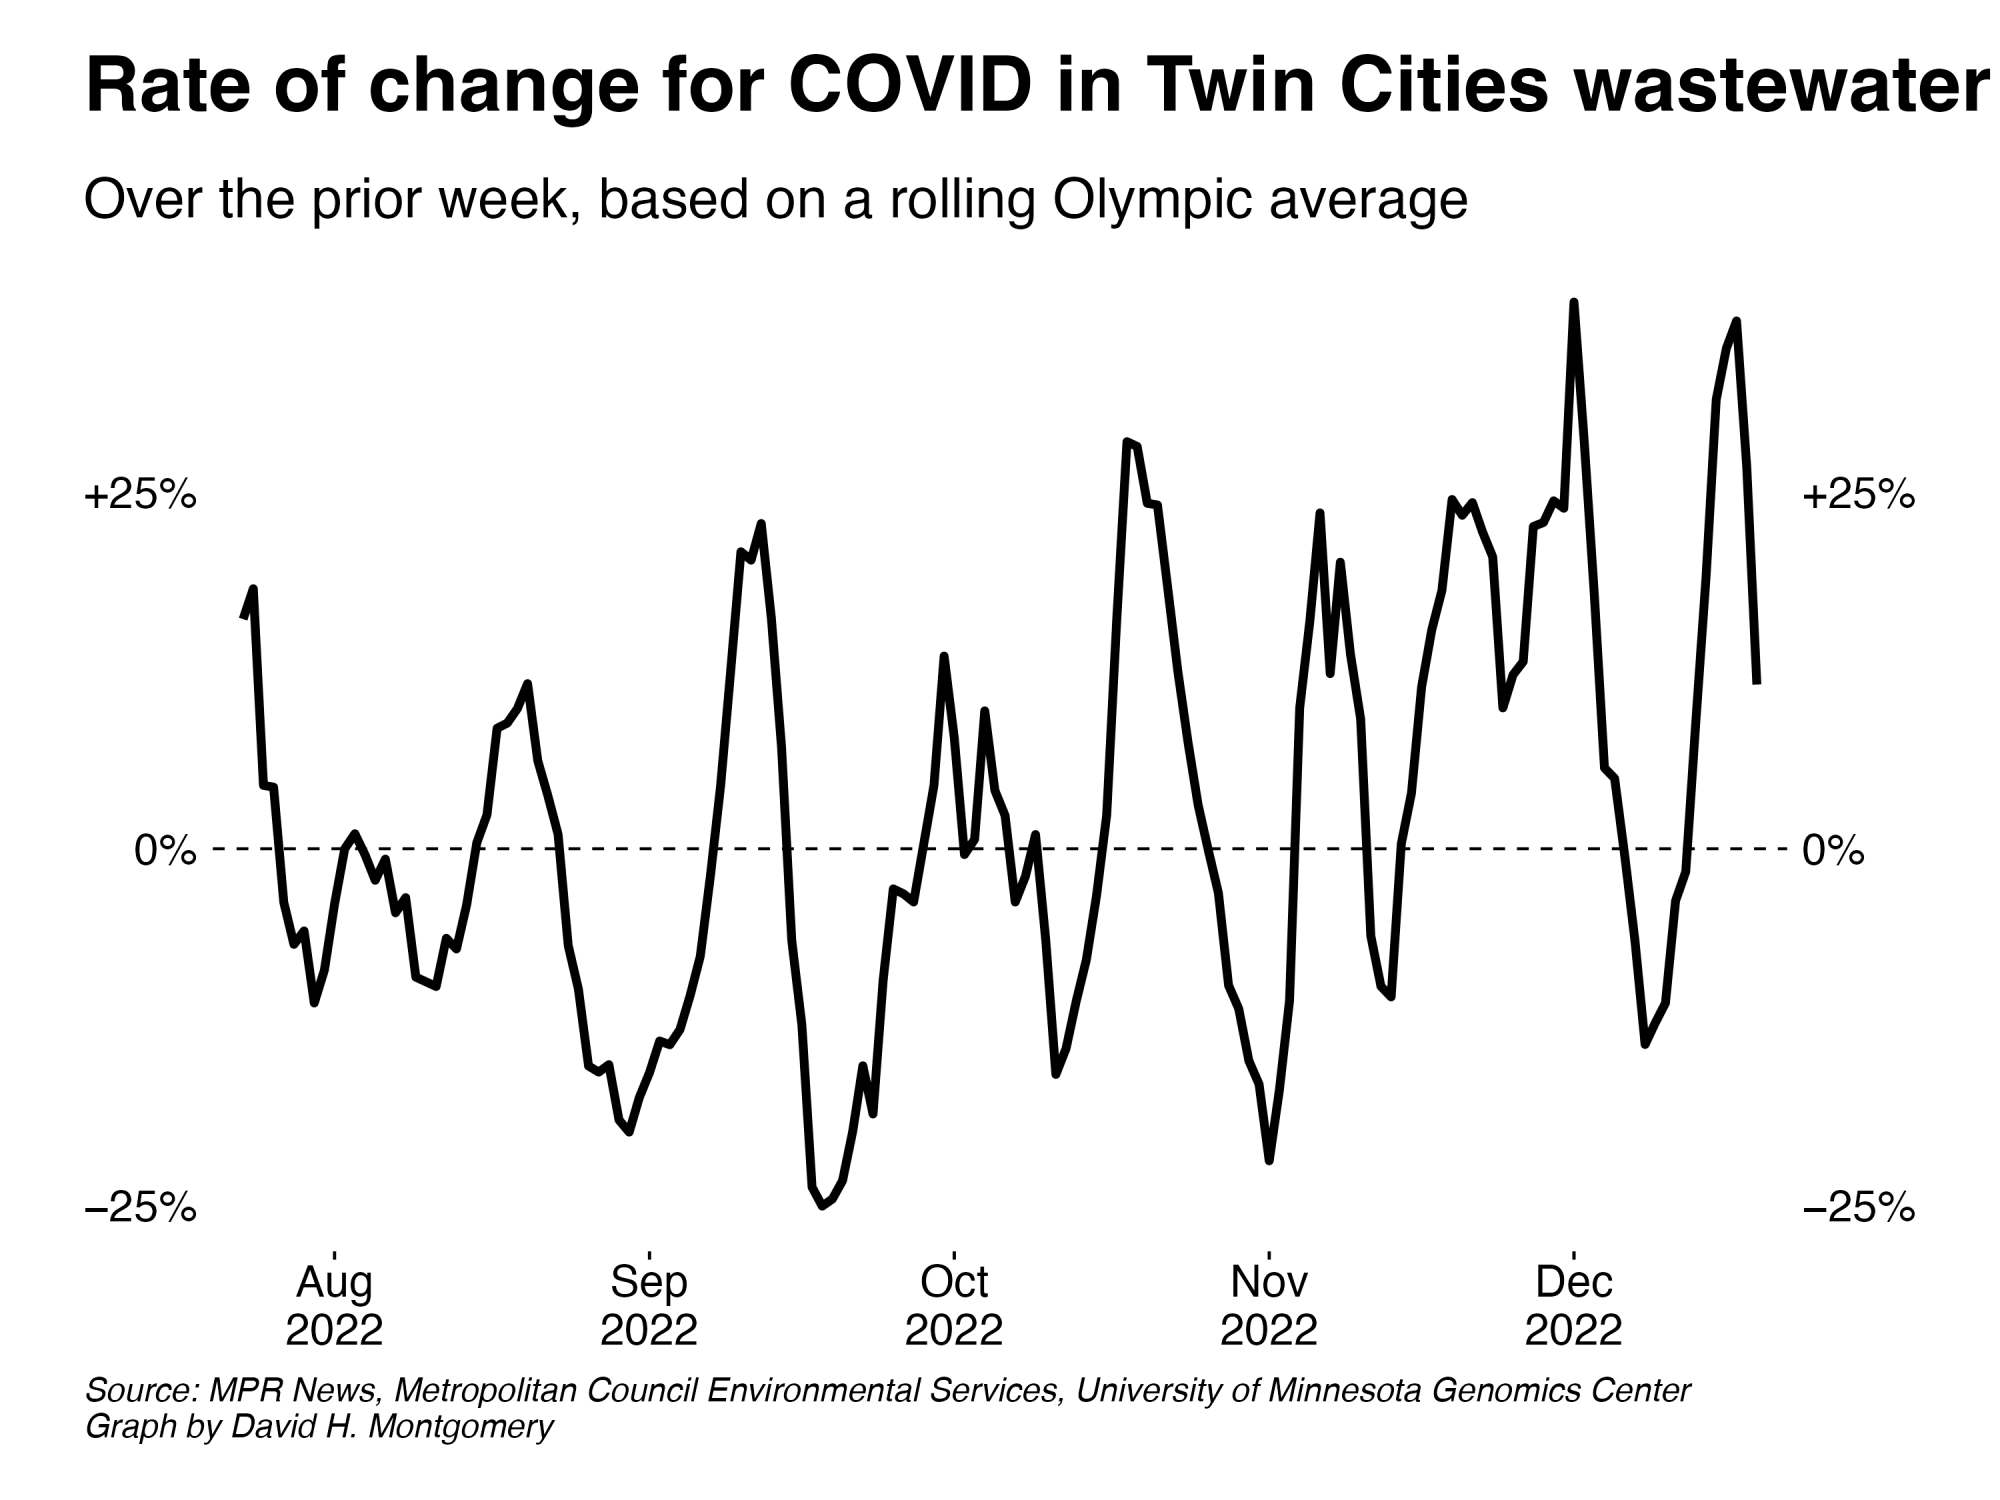 Rate of change for COVID in Twin Cities wastewater
Over the prior week, based on a rolling Olympic average
+25% +25%
0% 0%
−25% −25%
Aug Sep Oct Nov Dec
2022 2022 2022 2022 2022
Source: MPR News, Metropolitan Council Environmental Services, University of Minnesota Genomics Center
Graph by David H. Montgomery